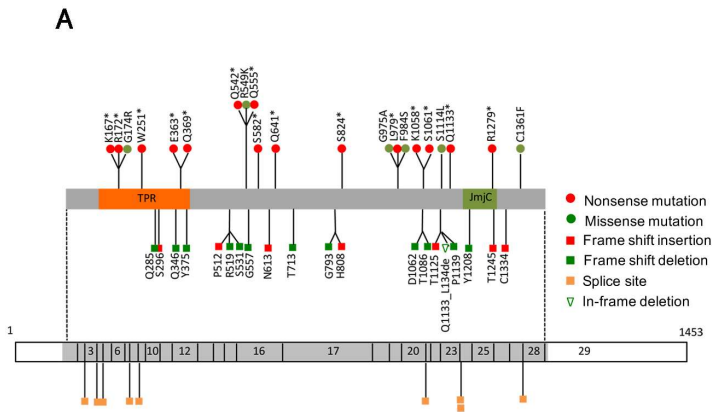 A
K167*
R172*
G174R
W251*
E363*
Q369*
Q542*
R549K
Q555*
S582*
Q641*
S824*
G975A
L979*
F984S
K1058*
S1061*
S1114L
Q1133*
R1279*
C1361F
TPR
JmjC
Q285
S296
Q346
Y375
P512
R519
S531
G557
N613
T713
G793
H808
D1062
T1086
T1125
Q1133_L134de
P1139
Y1208
T1245
C1334
Nonsense mutation
Missense mutation
Frame shift insertion
Frame shift deletion
Splice site
In-frame deletion
1
1453
3
6
10
12
16
17
20
23
25
28
29